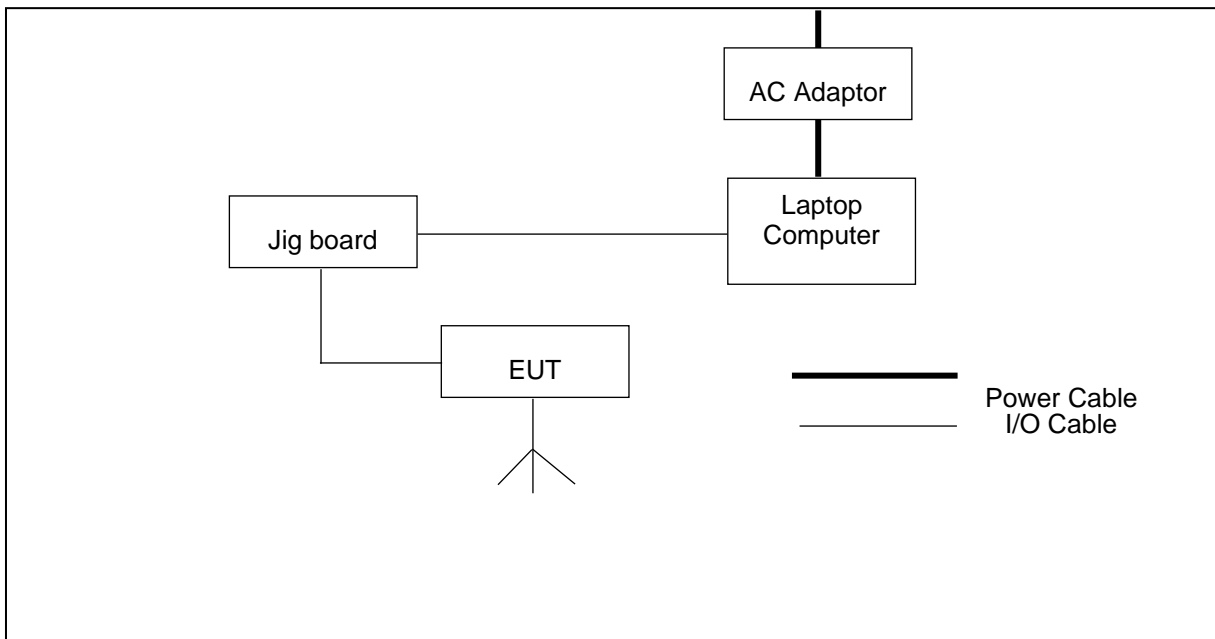 AC Adaptor
Laptop
Computer
Jig board
EUT
Power Cable
I/O Cable